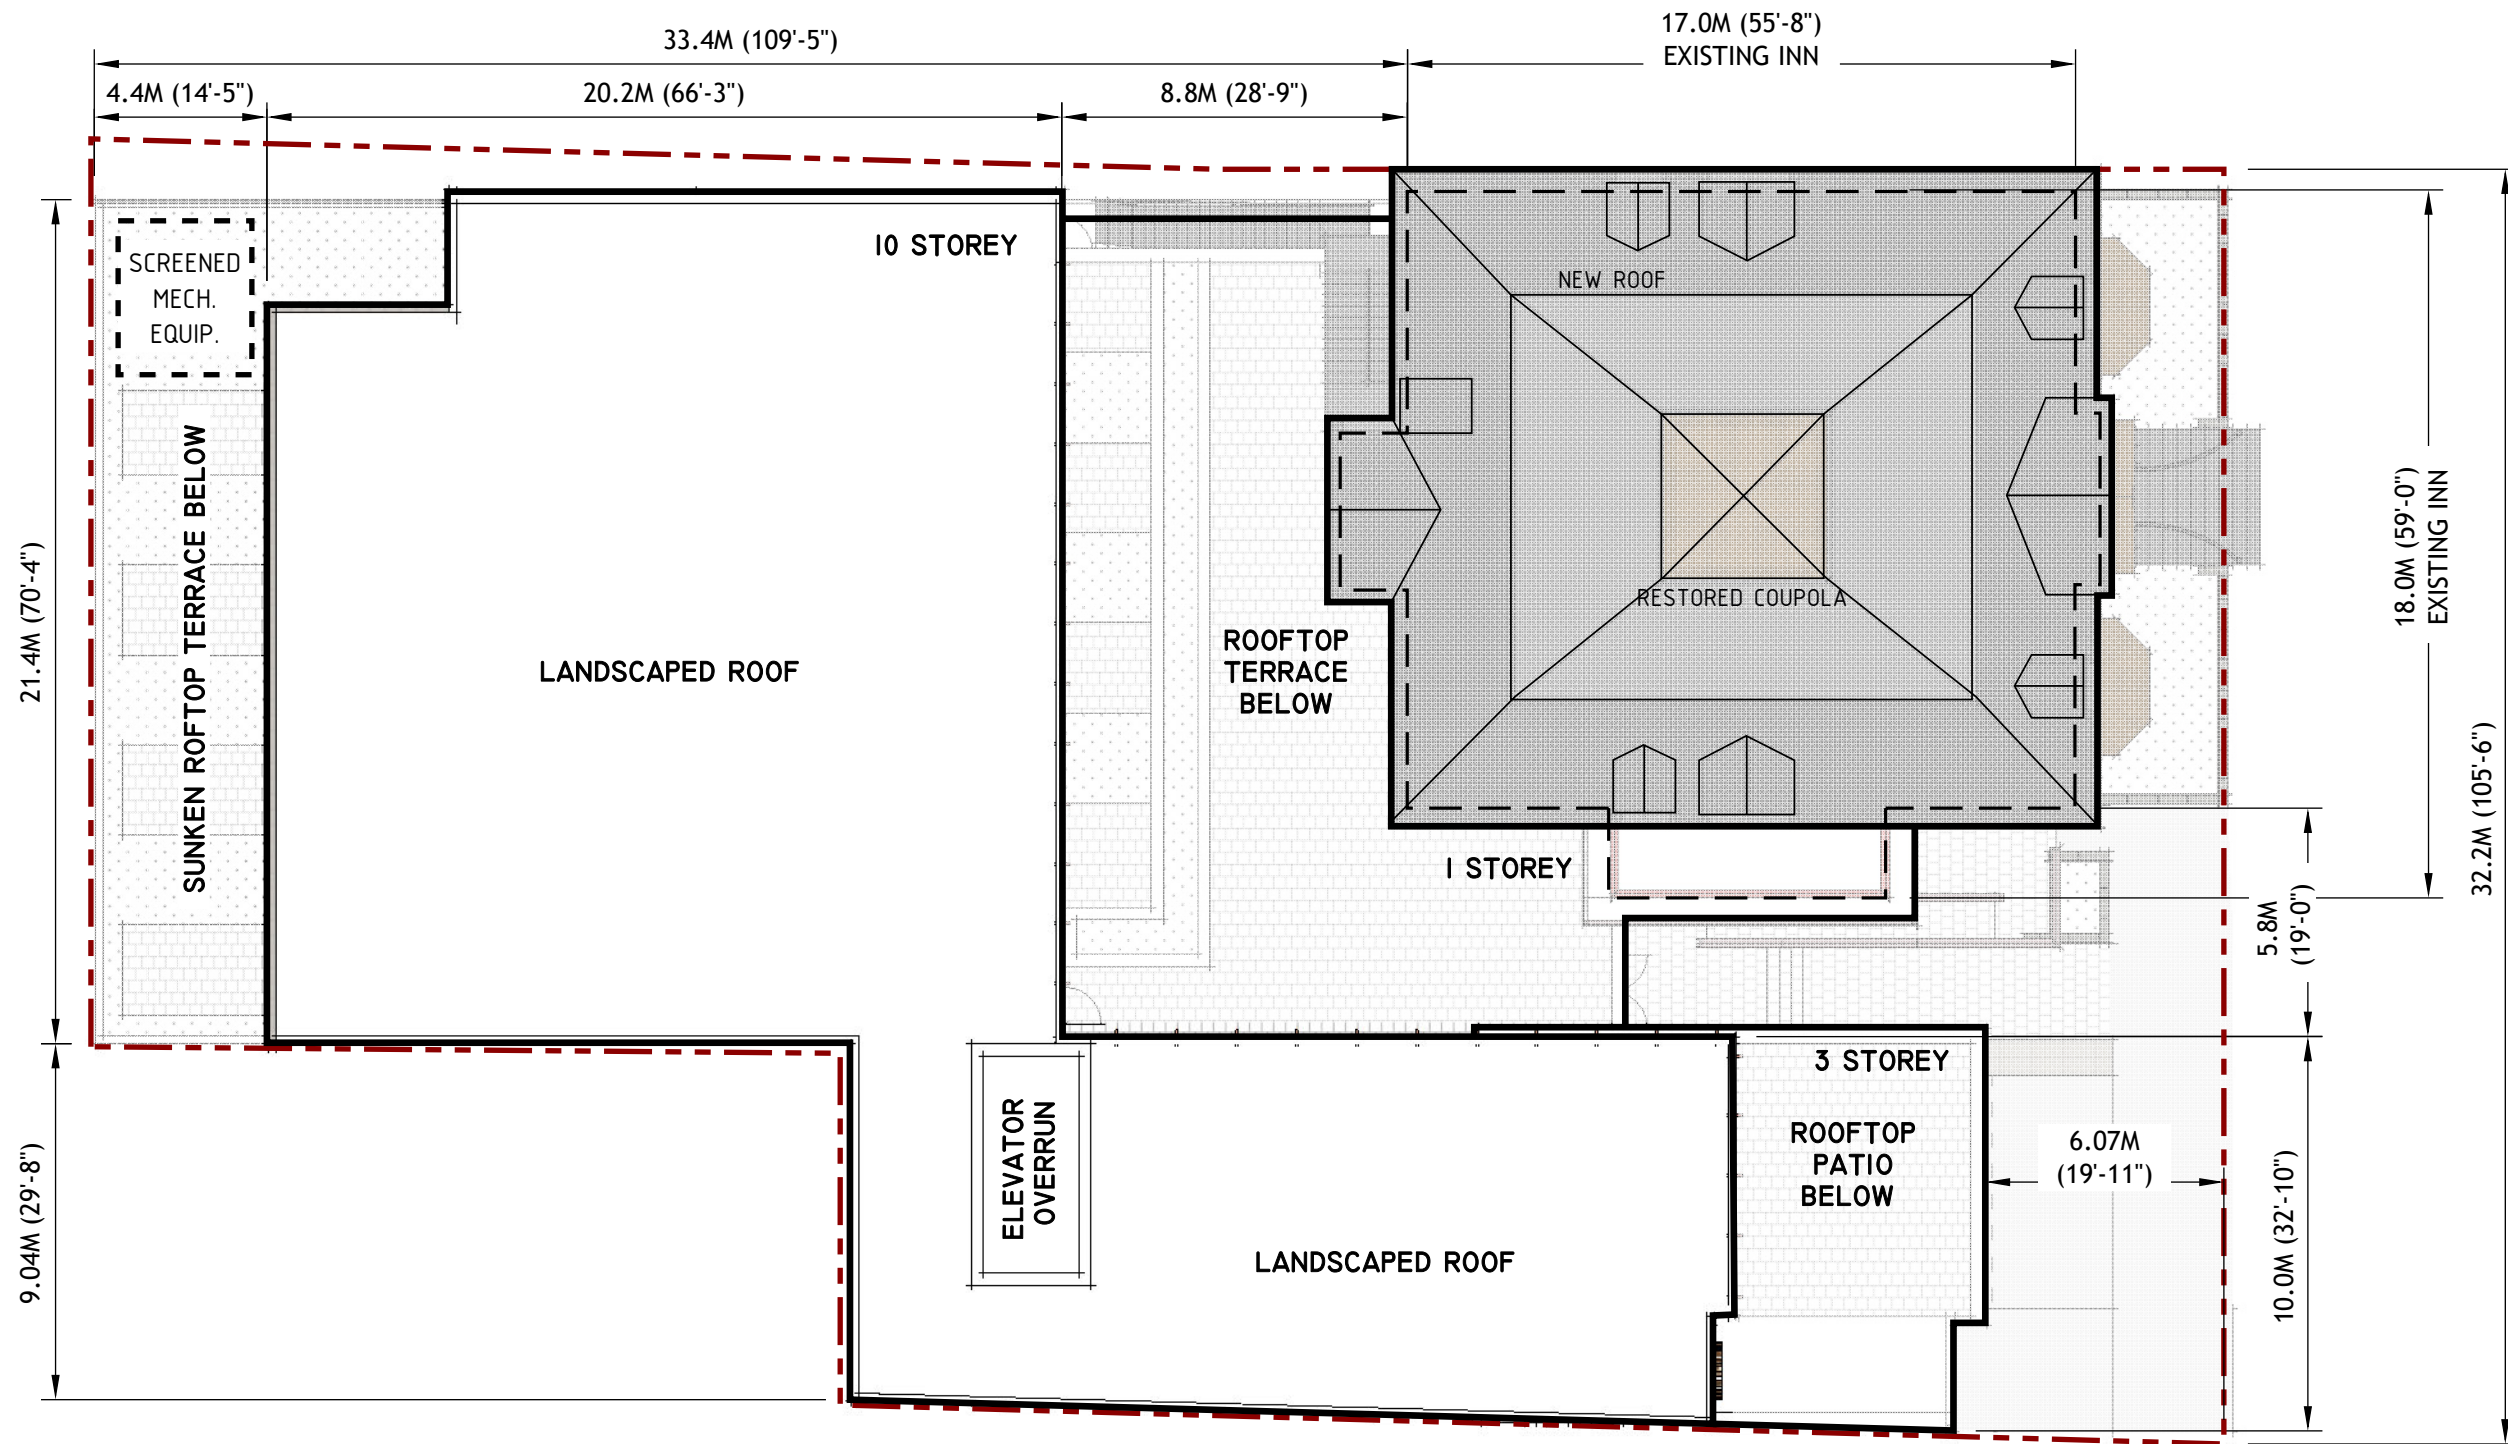 17.0M (55'-8")
EXISTING INN
33.4M (109'-5")
4.4M (14'-5")
20.2M (66'-3")
8.8M (28'-9")
10 STOREY
SCREENED
MECH.
EQUIP.
NEW ROOF
SUNKEN ROFTOP TERRACE BELOW
21.4M (70'-4")
LANDSCAPED ROOF
ROOFTOP
TERRACE
BELOW
RESTORED COUPOLA
18.0M (59'-0")
EXISTING INN
32.2M (105'-6")
1 STOREY
5.8M
(19'-0")
3 STOREY
ELEVATOR
OVERRUN
ROOFTOP
PATIO
BELOW
6.07M
(19'-11")
9.04M (29'-8")
10.0M (32'-10")
LANDSCAPED ROOF